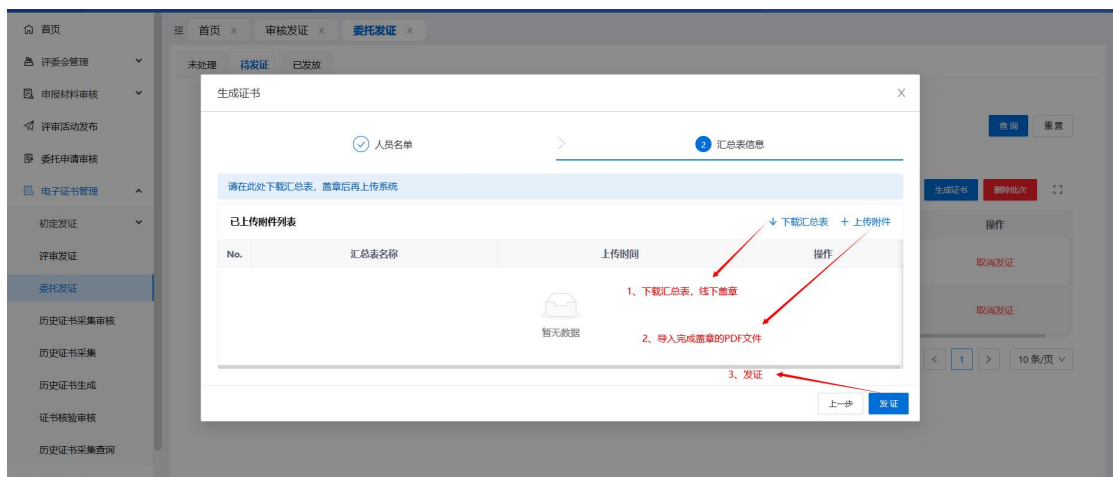 首页
评委会管理
申报材料审核
评审活动发布
委托申请审核
电子证书管理
初定发证
评审发证
委托发证
历史证书采集审核
历史证书采集
历史证书生成
证书核验审核
历史证书采集查询
首页 × 审核发证 × 委托发证 ×
未处理 待发证 已发放
查询 重置
生成证书 删除批次
操作
取消发证
取消发证
< 1 > 10 条/页
生成证书 X
人员名单 2 汇总表信息
请在此处下载汇总表，盖章后再上传系统
已上传附件列表 下载汇总表 + 上传附件
No. 汇总表名称 上传时间 操作
暂无数据
1、下载汇总表，线下盖章
2、导入完成盖章的PDF文件
3、发证
上一步 发证